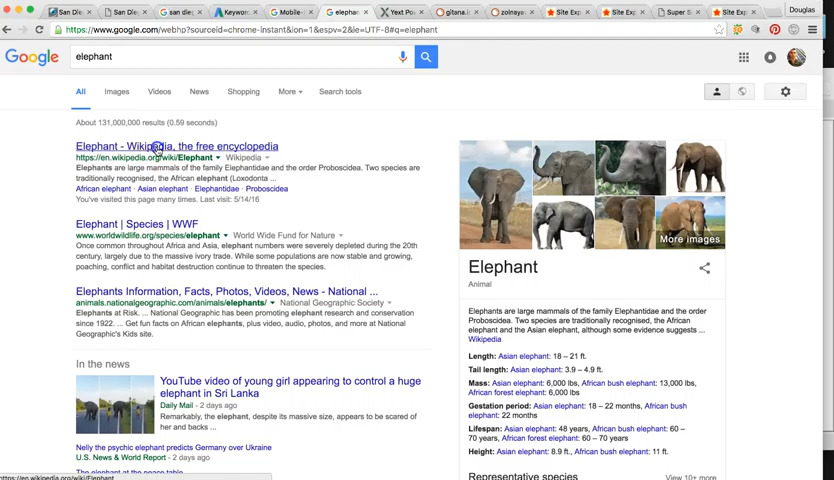 San Die
San Die
san dieg
Keyword
Mobile-f
elephan
Yext Pow
gitana.is
zolnayv
Site Exp
Site Exp
Super S
Site Exp
Douglas
https://www.google.com/webhp?sourceid=chrome-instant&ion=1&espv=2&ie=UTF-8#q=elephant
Google
elephant
All Images Videos News Shopping More Search tools
About 131,000,000 results (0.59 seconds)
Elephant - Wikipedia, the free encyclopedia
https://en.wikipedia.org/wiki/Elephant Wikipedia
Elephants are large mammals of the family Elephantidae and the order Proboscidea. Two species are
traditionally recognised, the African elephant (Loxodonta ...
African elephant · Asian elephant · Elephantidae · Proboscidea
You've visited this page many times. Last visit: 5/14/16
Elephant | Species | WWF
www.worldwildlife.org/species/elephant World Wide Fund for Nature
Once common throughout Africa and Asia, elephant numbers were severely depleted during the 20th
century, largely due to the massive ivory trade. While some populations are now stable and growing,
poaching, conflict and habitat destruction continue to threaten the species.
Elephants Information, Facts, Photos, Videos, News - National ...
animals.nationalgeographic.com/animals/elephants/ National Geographic Society
Elephants at Risk. ... National Geographic has been promoting elephant research and conservation
since 1922. ... Get fun facts on African elephants, plus video, audio, photos, and more at National
Geographic's Kids site.
In the news
YouTube video of young girl appearing to control a huge
elephant in Sri Lanka
Daily Mail - 2 days ago
Remarkably, the elephant, despite its massive size, appears to be scared of
her and backs ...
Nelly the psychic elephant predicts Germany over Ukraine
U.S. News & World Report - 2 days ago
The elephant at the peace table
https://en.wikipedia.org/wiki/Elephant
More images
Elephant
Animal
Elephants are large mammals of the family Elephantidae and the order
Proboscidea. Two species are traditionally recognised, the African
elephant and the Asian elephant, although some evidence suggests ...
Wikipedia
Length: Asian elephant: 18 – 21 ft.
Tail length: Asian elephant: 3.9 – 4.9 ft.
Mass: Asian elephant: 6,000 lbs, African bush elephant: 13,000 lbs,
African forest elephant: 6,000 lbs
Gestation period: Asian elephant: 18 – 22 months, African bush
elephant: 22 months
Lifespan: Asian elephant: 48 years, African bush elephant: 60 –
70 years, African forest elephant: 60 – 70 years
Height: Asian elephant: 8.9 ft., African bush elephant: 11 ft.
Representative species
View 10+ more